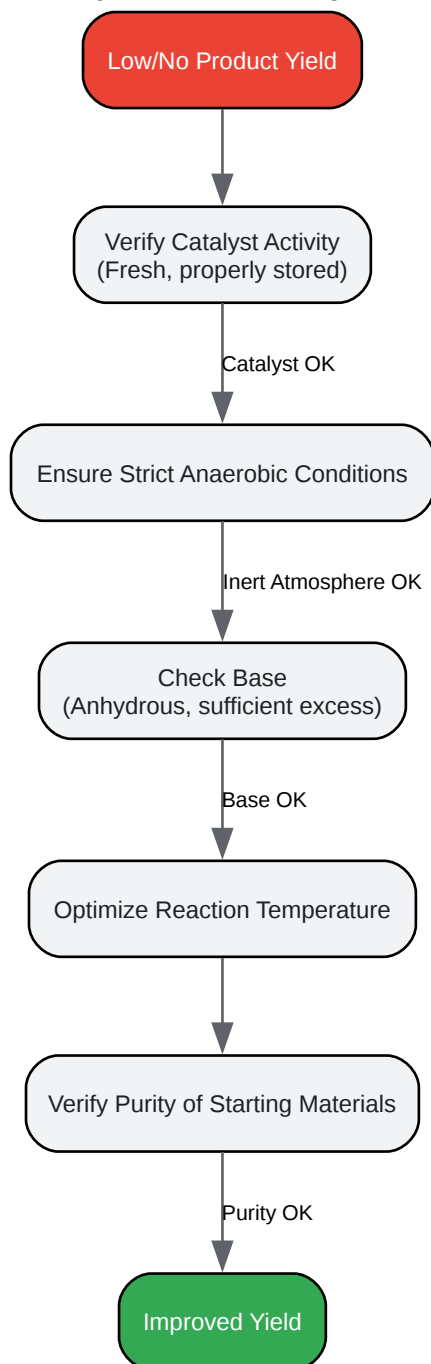 Low/No Product Yield
Verify Catalyst Activity
(Fresh, properly stored)
Catalyst OK
Ensure Strict Anaerobic Conditions
Inert Atmosphere OK
Check Base
(Anhydrous, sufficient excess)
Base OK
Optimize Reaction Temperature
Verify Purity of Starting Materials
Purity OK
Improved Yield